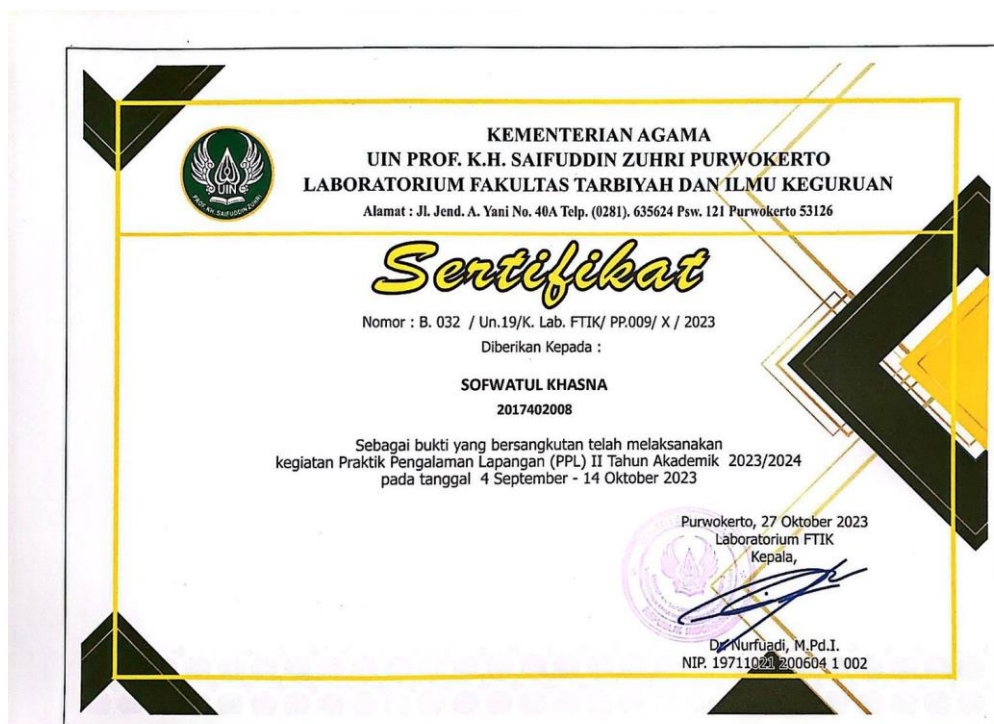 KEMENTERIAN AGAMA
UIN PROF. K.H. SAIFUDDIN ZUHRI PURWOKERTO
LABORATORIUM FAKULTAS TARBIYAH DAN ILMU KEGURUAN
Alamat : Jl. Jend. A. Yani No. 40A Telp. (0281). 635624 Psw. 121 Purwokerto 53126
UIN
PROF. K.H. SAIFUDDIN ZUHRI
Sertifikat
Nomor : B. 032 / Un.19/K. Lab. FTIK/ PP.009/ X / 2023
Diberikan Kepada :
SOFWATUL KHASNA
2017402008
Sebagai bukti yang bersangkutan telah melaksanakan
kegiatan Praktik Pengalaman Lapangan (PPL) II Tahun Akademik 2023/2024
pada tanggal 4 September - 14 Oktober 2023
Purwokerto, 27 Oktober 2023
Laboratorium FTIK
Kepala,
Dr. Nurfuadi, M.Pd.I.
NIP. 19711021 200604 1 002